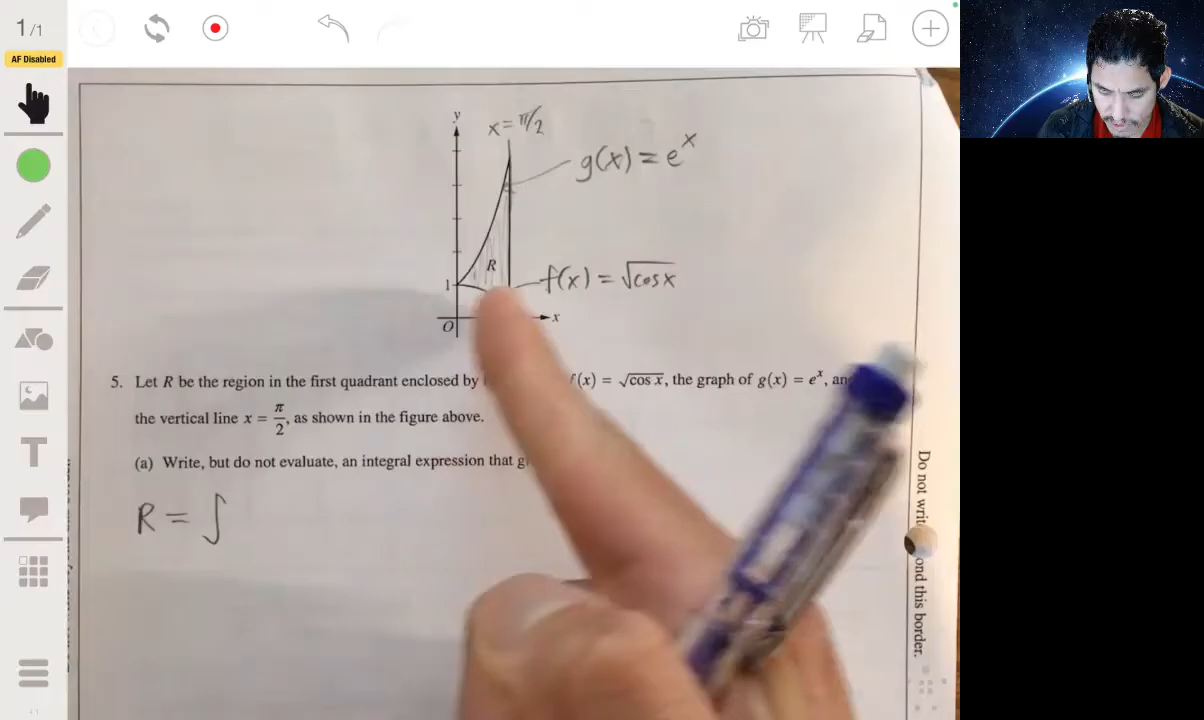 1/1
AF Disabled
y
x = π/2
g(x) = e^x
R
f(x) = √cos x
1
O
x
5. Let R be the region in the first quadrant enclosed by f(x) = √cos x, the graph of g(x) = e^x, an
the vertical line x = π/2, as shown in the figure above.
(a) Write, but do not evaluate, an integral expression that g
R = ∫
Do not writ ond this border.
T